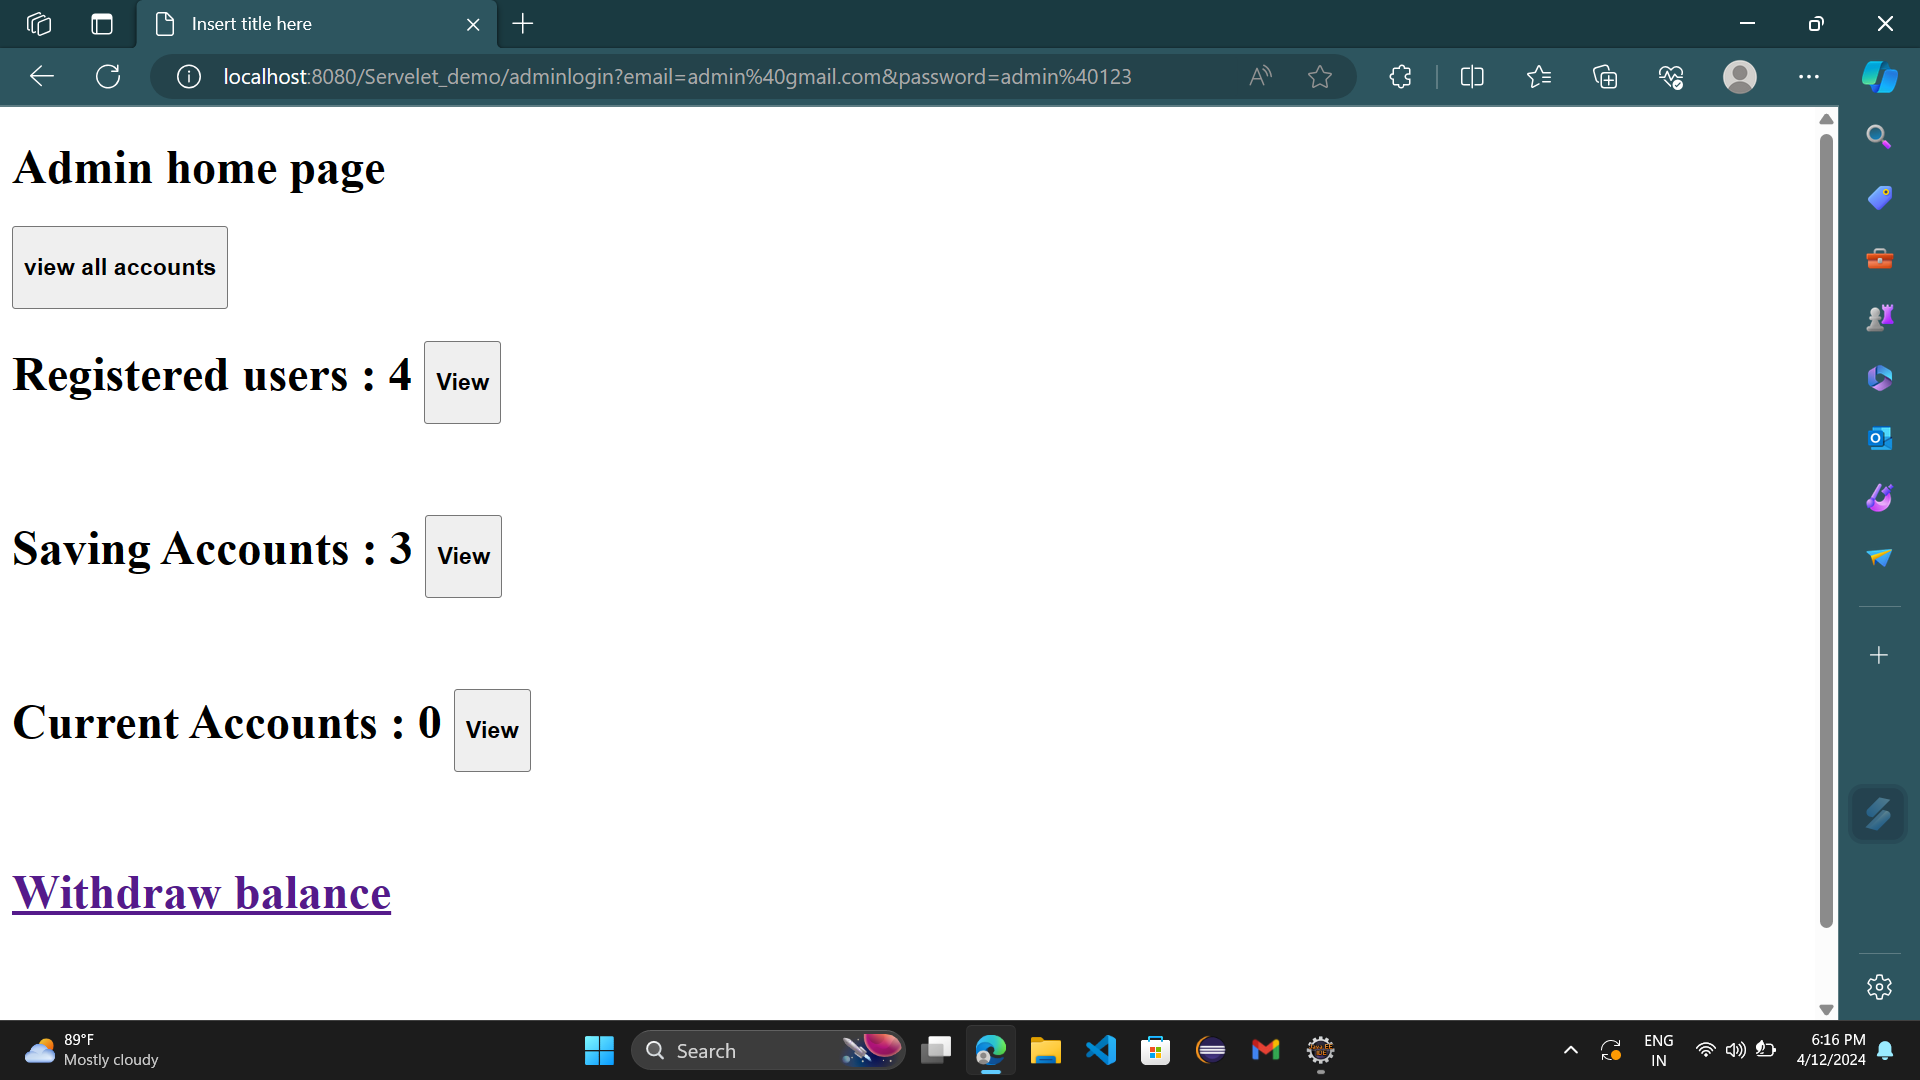 Insert title here
localhost:8080/Servelet_demo/adminlogin?email=admin%40gmail.com&password=admin%40123
Admin home page
view all accounts
Registered users : 4 View
Saving Accounts : 3 View
Current Accounts : 0 View
Withdraw balance
89°F
Mostly cloudy
Search
ENG
IN
6:16 PM
4/12/2024